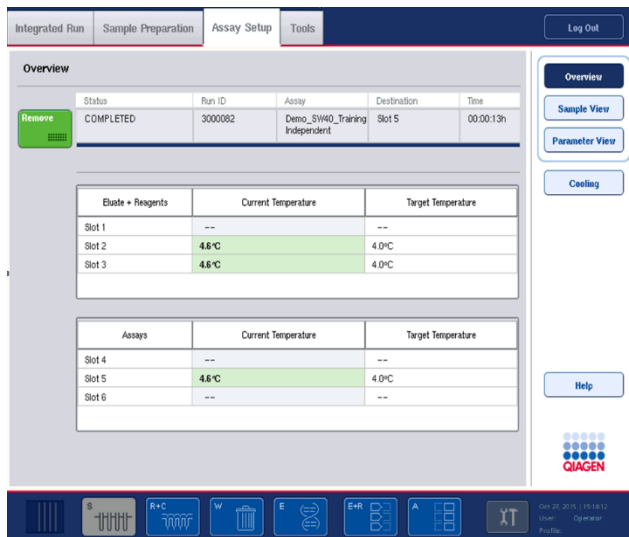 Integrated Run
Sample Preparation
Assay Setup
Tools
Log Out
Overview
Overview
Sample View
Parameter View
Cooling
Help
Status Run ID Assay Destination Time
Remove
COMPLETED 3000082 Demo_SW40_Training Slot 5 00:00:13h
Independent
Eluate + Reagents Current Temperature Target Temperature
Slot 1 -- --
Slot 2 4.6°C 4.0°C
Slot 3 4.6°C 4.0°C
Assays Current Temperature Target Temperature
Slot 4 -- --
Slot 5 4.6°C 4.0°C
Slot 6 -- --
QIAGEN
S
R+C
W
E
E+R
A
Oct 27, 2015 | 15:14:12
User: Operator
Profile: